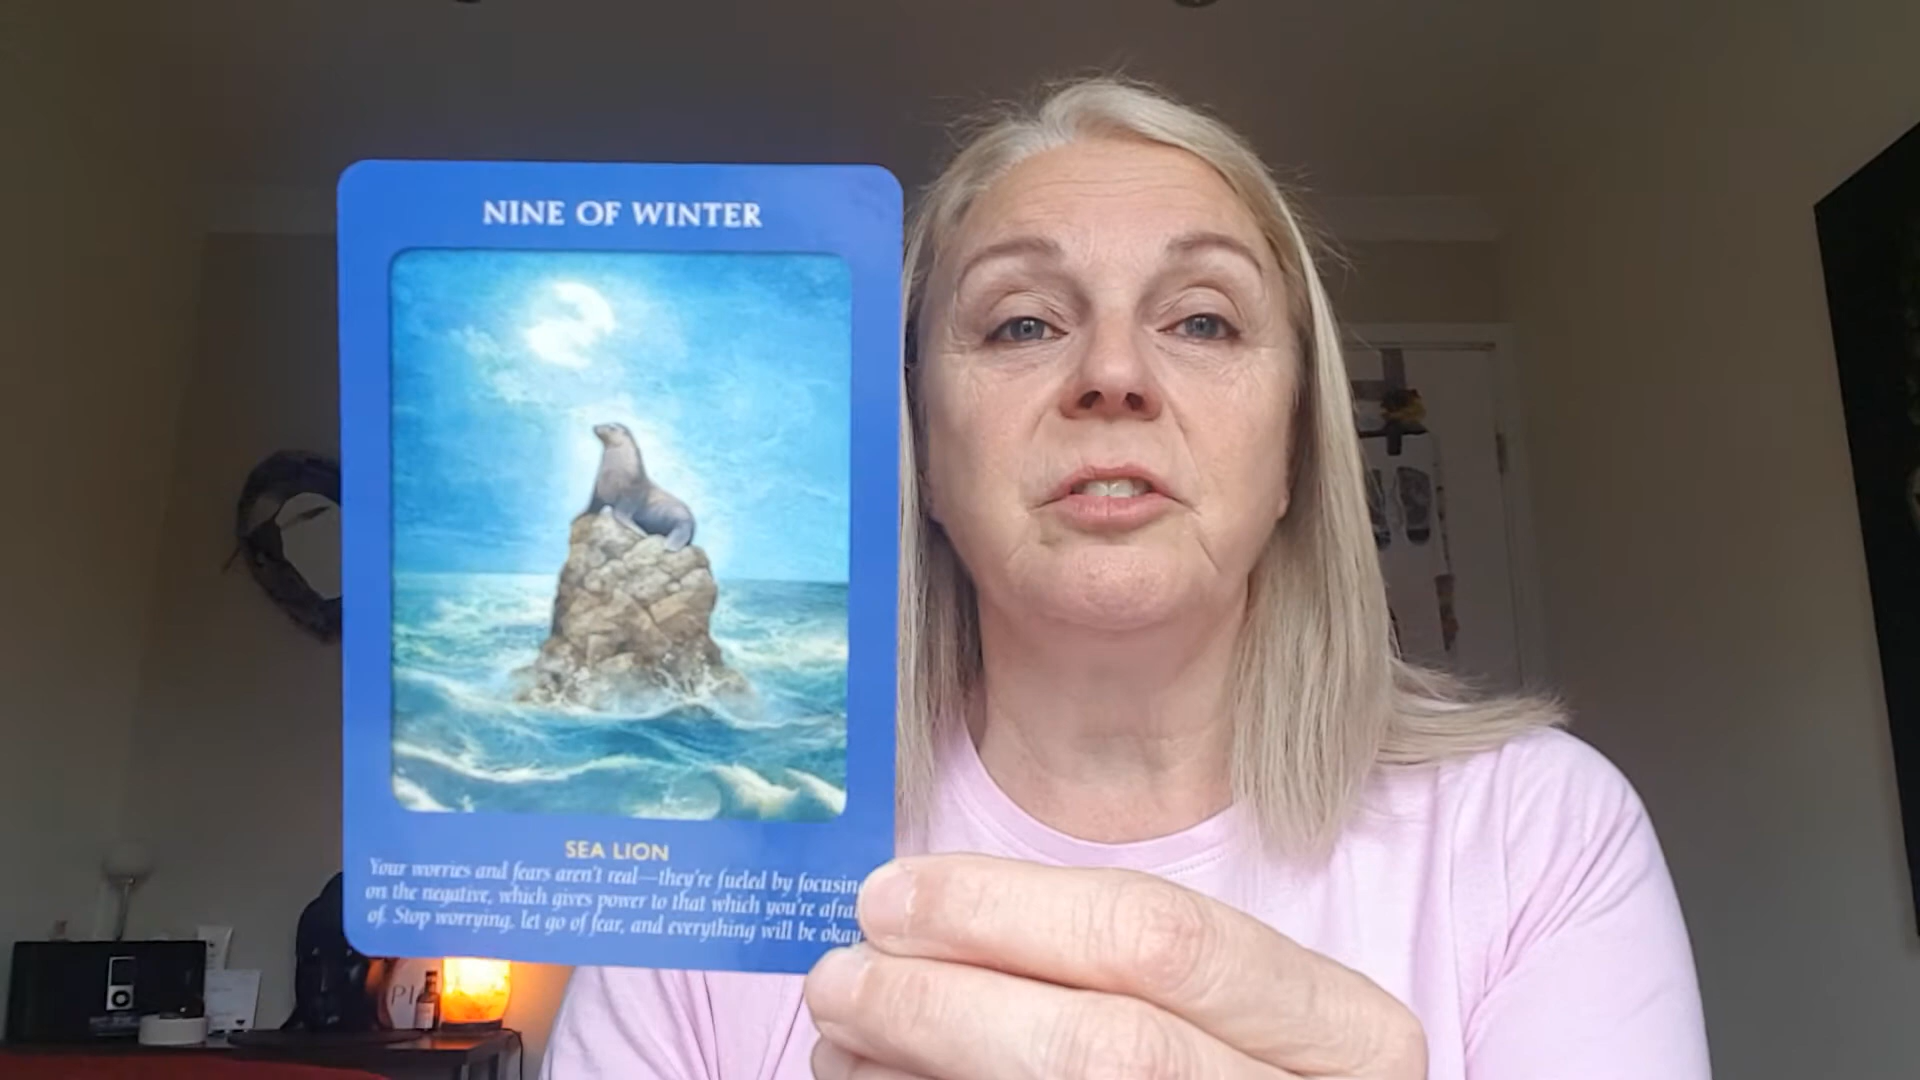 NINE OF WINTER
SEA LION
Your worries and fears aren't real—they're fueled by focusing
on the negative, which gives power to that which you're afrai
of. Stop worrying, let go of fear, and everything will be okay